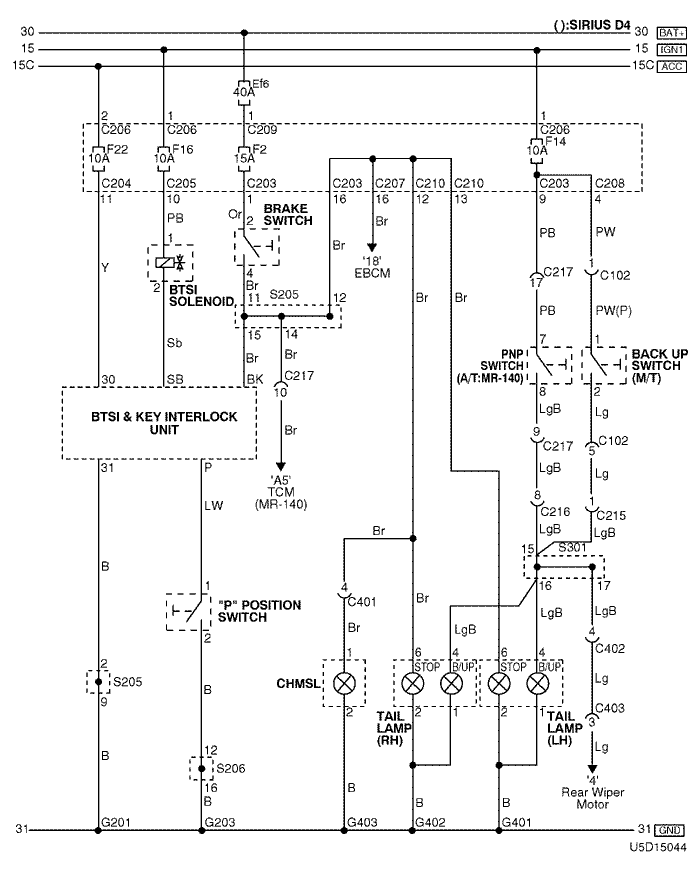 ( ):SIRIUS D4
30 30 BAT+
15 15 IGN1
15C 15C ACC
Ef6
40A
2 1 1 1
C206 C206 C209 C206
F22 F16 F2 F14
10A 10A 15A 10A
C204 C205 C203 C203 C207 C210 C210 C203 C208
11 10 1 16 16 12 13 9 4
PB Or 2 BRAKE SWITCH Br PB PW
1 4 Br '18' EBCM
Y BTSI SOLENOID 2 Br Br Br
C217 17 1 C102
11 S205 12
15 14
PB PW(P)
Sb Br Br
7 1
PNP SWITCH (A/T:MR-140)
BACK UP SWITCH (M/T)
C217 10
8 2
30 SB BK
LgB Lg
BTSI & KEY INTERLOCK UNIT
Br
9 C217 C102 5
31 P
'A5' TCM (MR-140)
LgB Lg
LW
8 C216 1 C215
LgB LgB
Br
15 S301
16 17
B
4 C401
1 "P" POSITION SWITCH 2
Br Br LgB LgB LgB
4 C402
1 6 4 6 4
STOP B/UP STOP B/UP
2 S205 9
CHMSL
Lg
2 2 1 2 1
B
TAIL LAMP (RH)
TAIL LAMP (LH)
C403 3
12 S206 16
Lg
B
'4' Rear Wiper Motor
B B B B
G201 G203 G403 G402 G401
31 31 GND
U5D15044